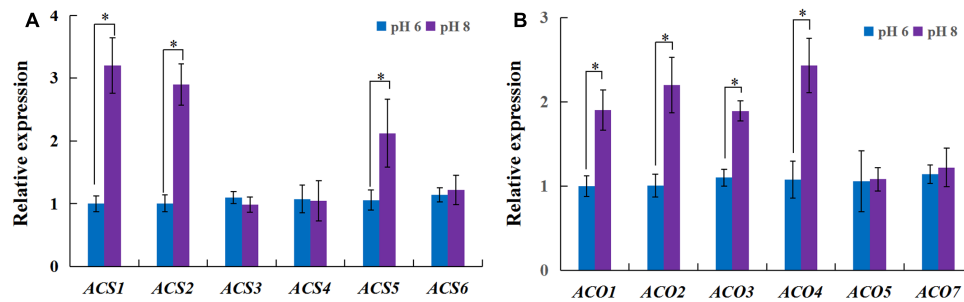 A
Relative expression
4
3
2
1
0
pH 6 pH 8
*
*
*
ACS1 ACS2 ACS3 ACS4 ACS5 ACS6
B
Relative expression
3
2
1
0
pH 6 pH 8
*
*
*
*
ACO1 ACO2 ACO3 ACO4 ACO5 ACO7